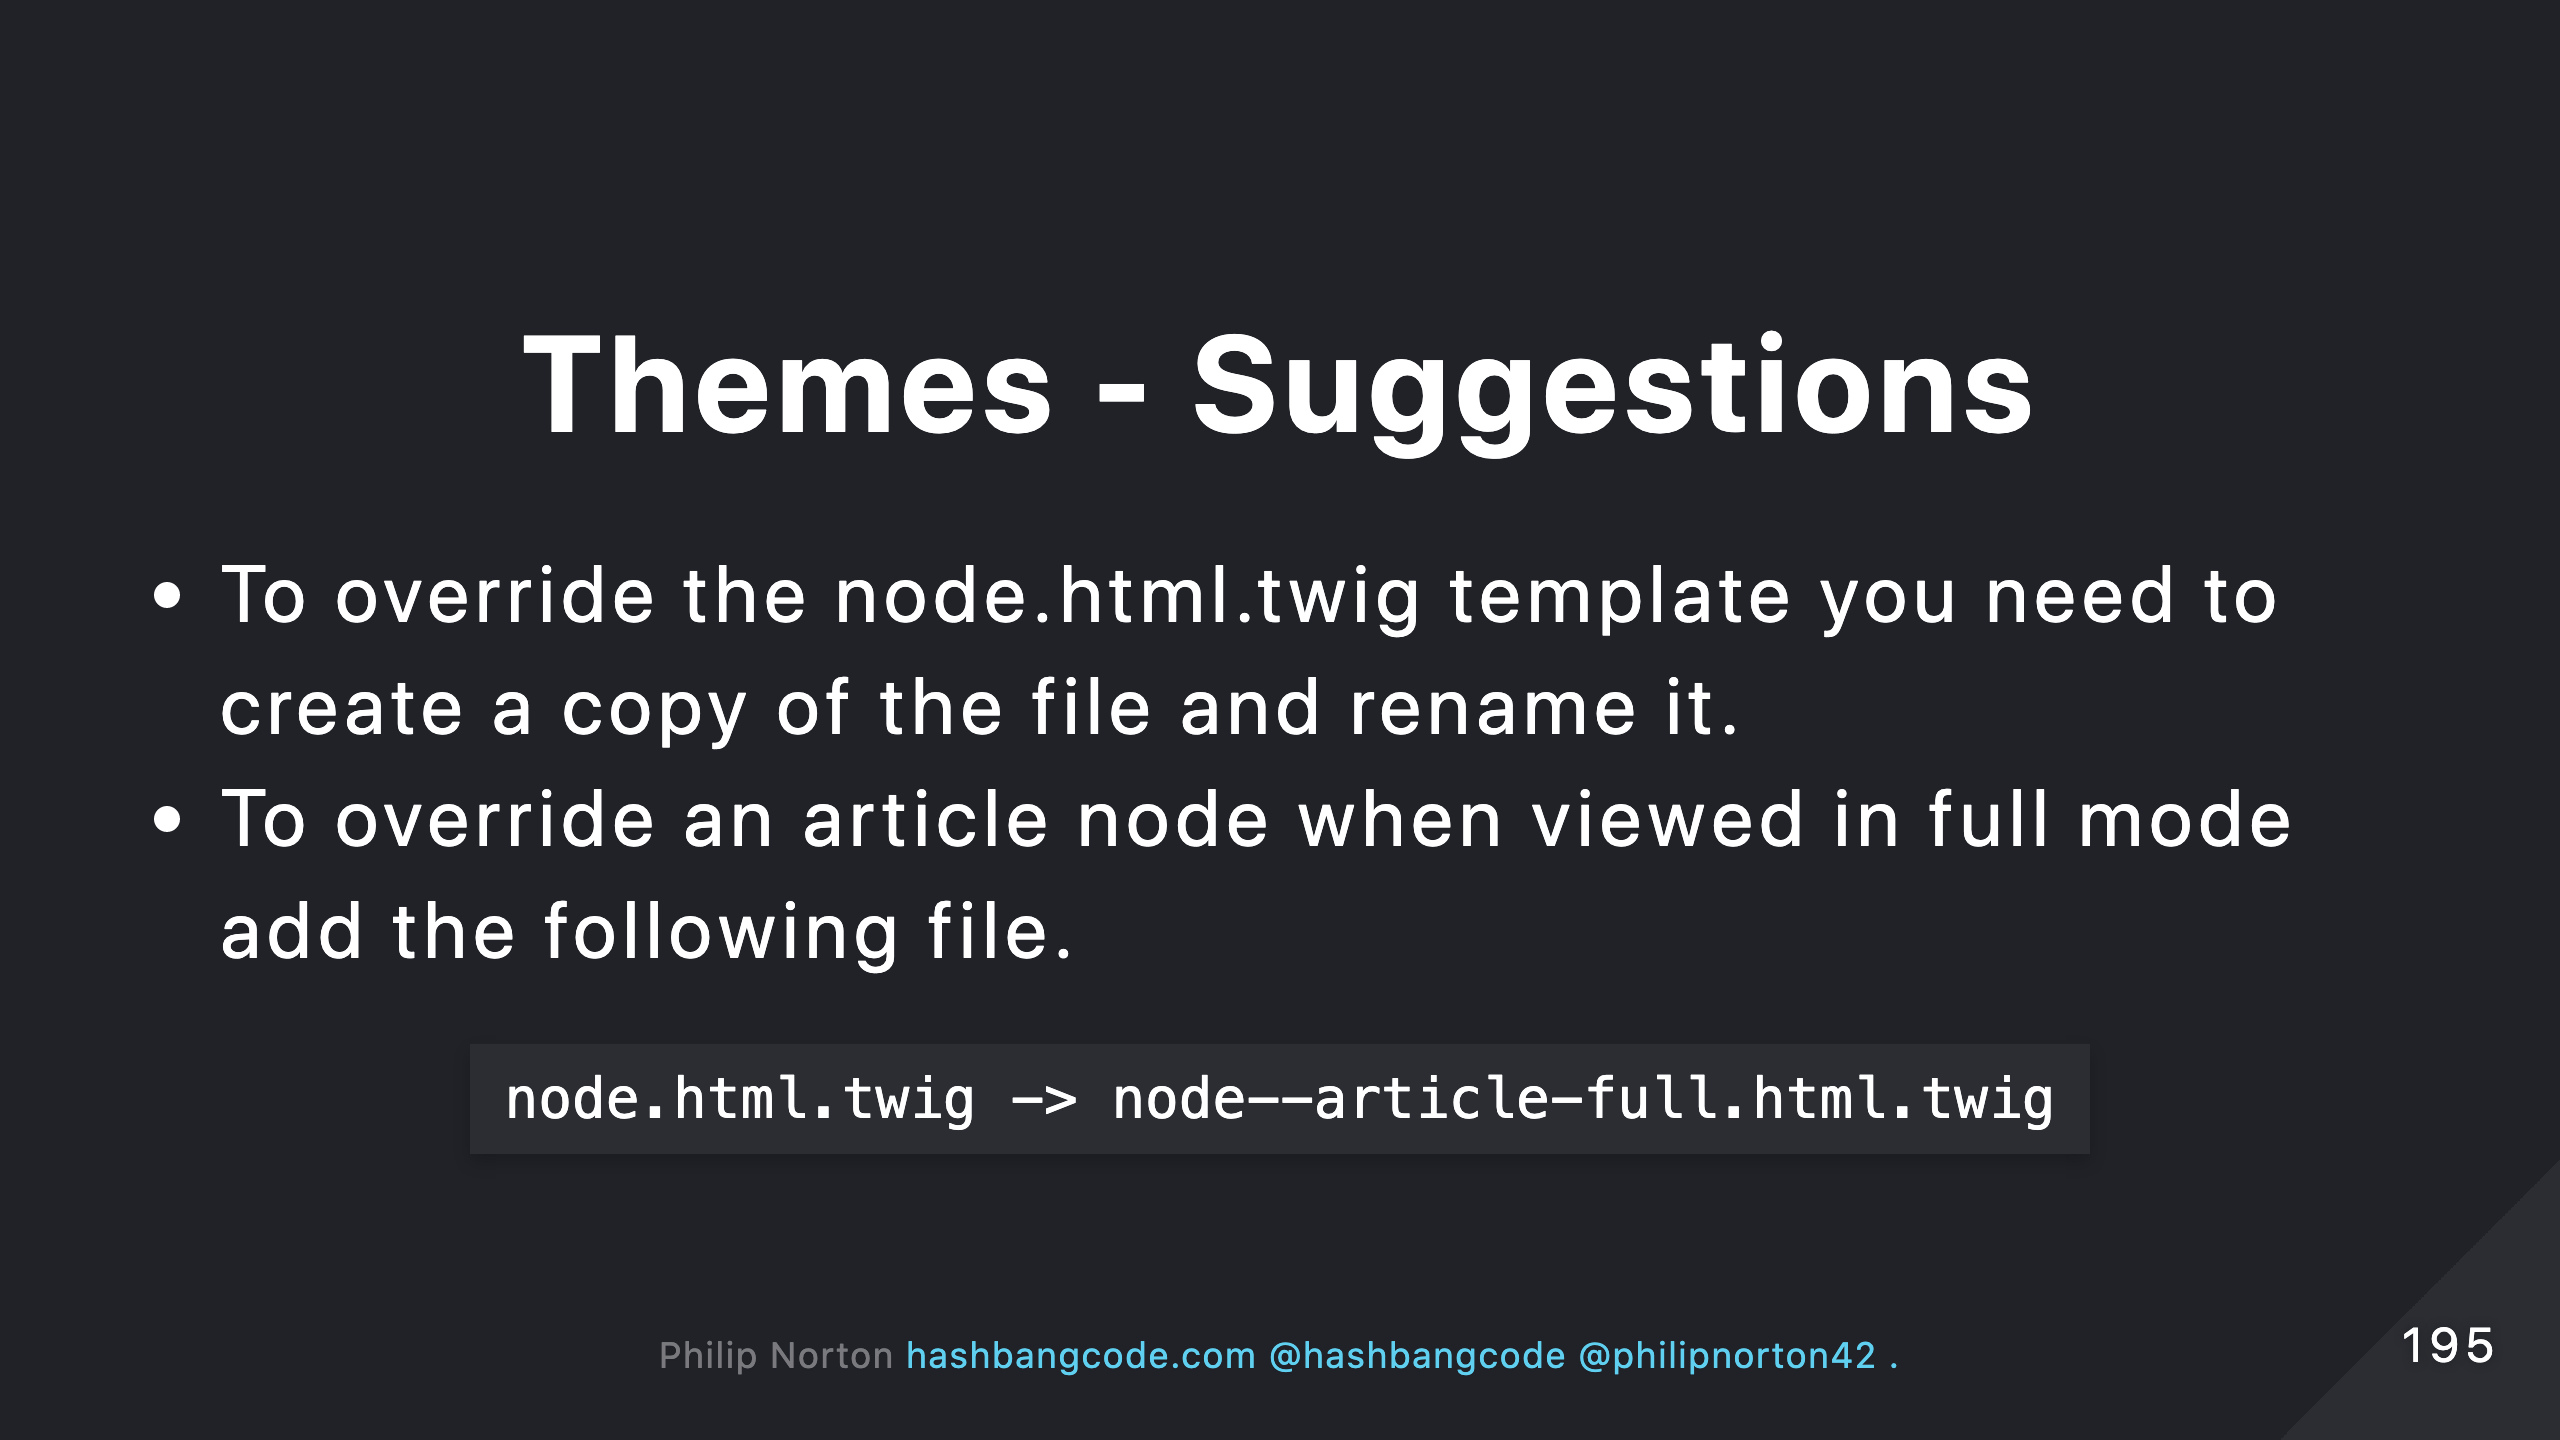 Themes - Suggestions
• To override the node.html.twig template you need to
create a copy of the file and rename it.
• To override an article node when viewed in full mode
add the following file.
node.html.twig -> node--article-full.html.twig
Philip Norton hashbangcode.com @hashbangcode @philipnorton42 .
195